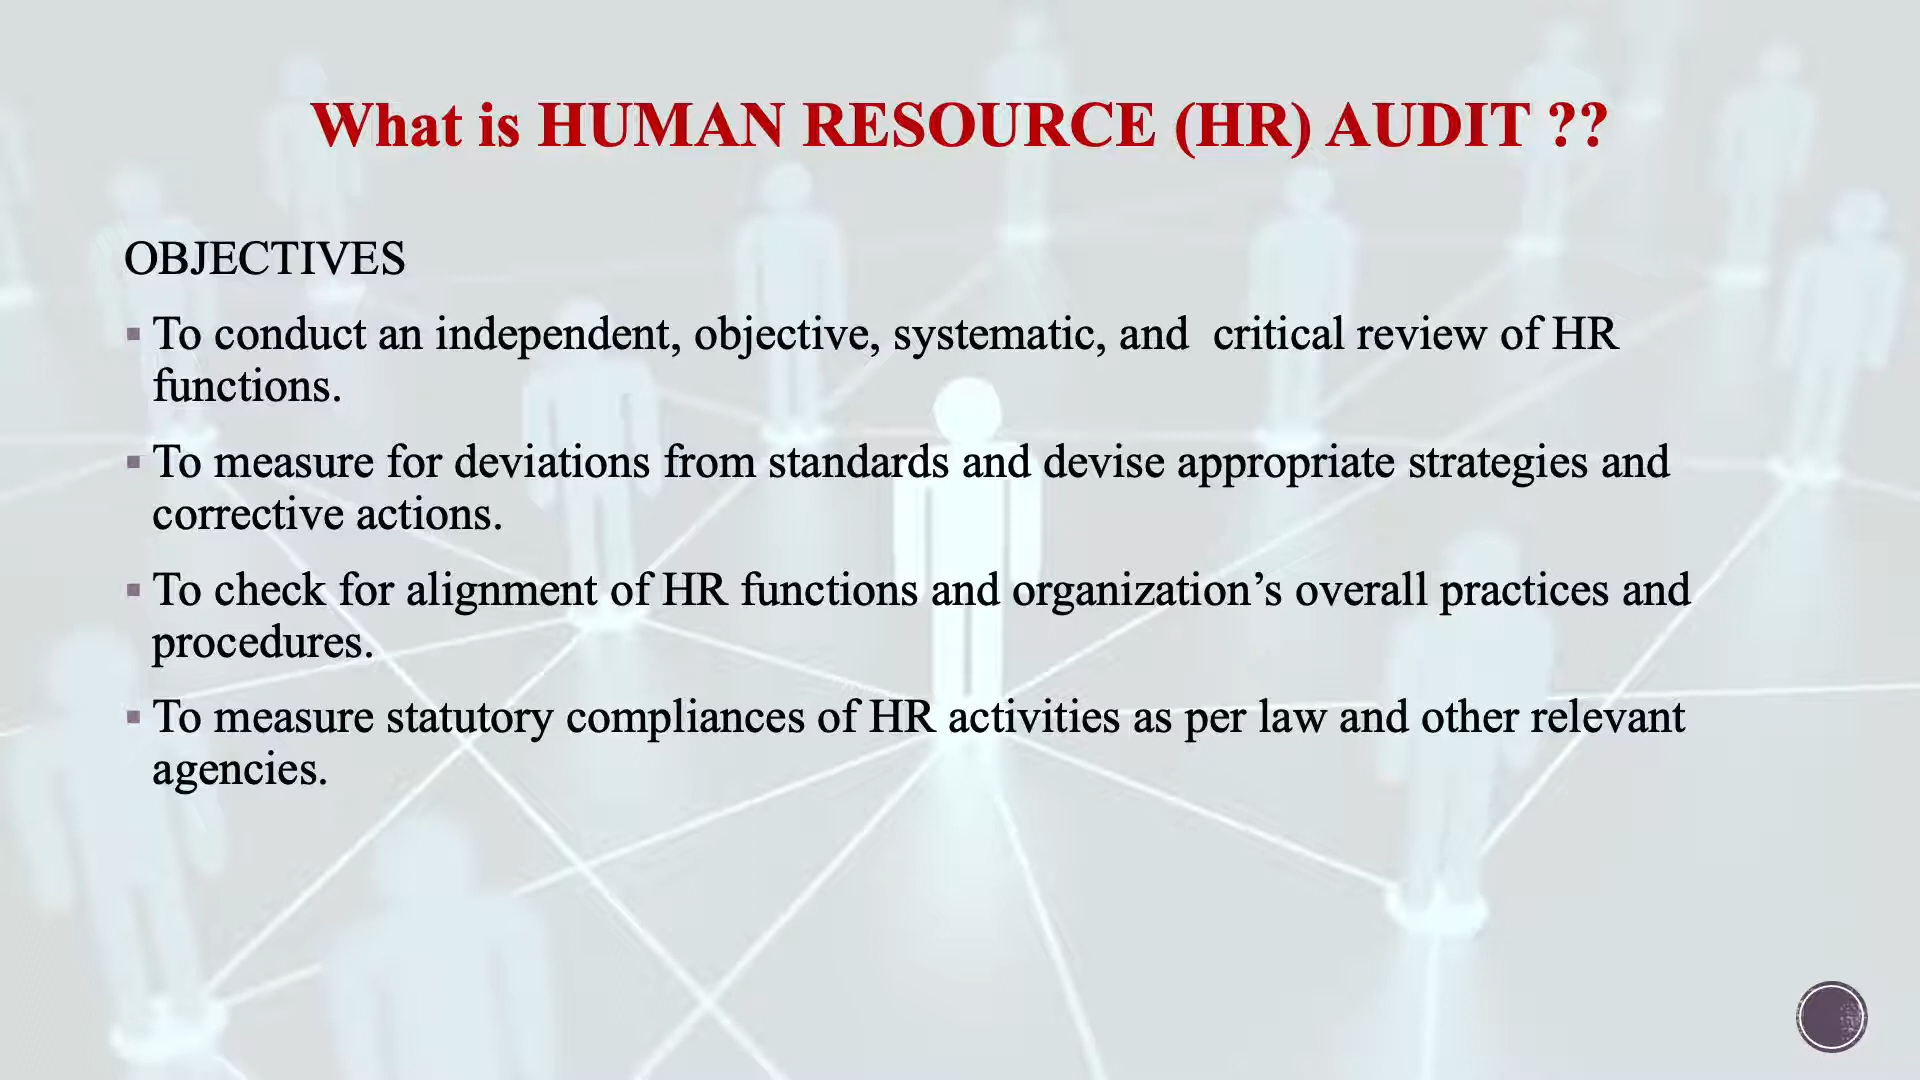 What is HUMAN RESOURCE (HR) AUDIT ??
OBJECTIVES
▪ To conduct an independent, objective, systematic, and  critical review of HR
functions.
▪ To measure for deviations from standards and devise appropriate strategies and
corrective actions.
▪ To check for alignment of HR functions and organization’s overall practices and
procedures.
▪ To measure statutory compliances of HR activities as per law and other relevant
agencies.